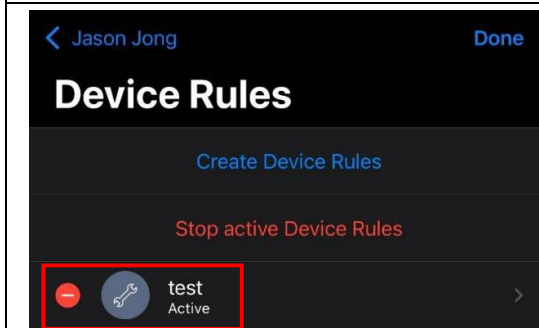 Jason Jong
Done
Device Rules
Create Device Rules
Stop active Device Rules
test
Active